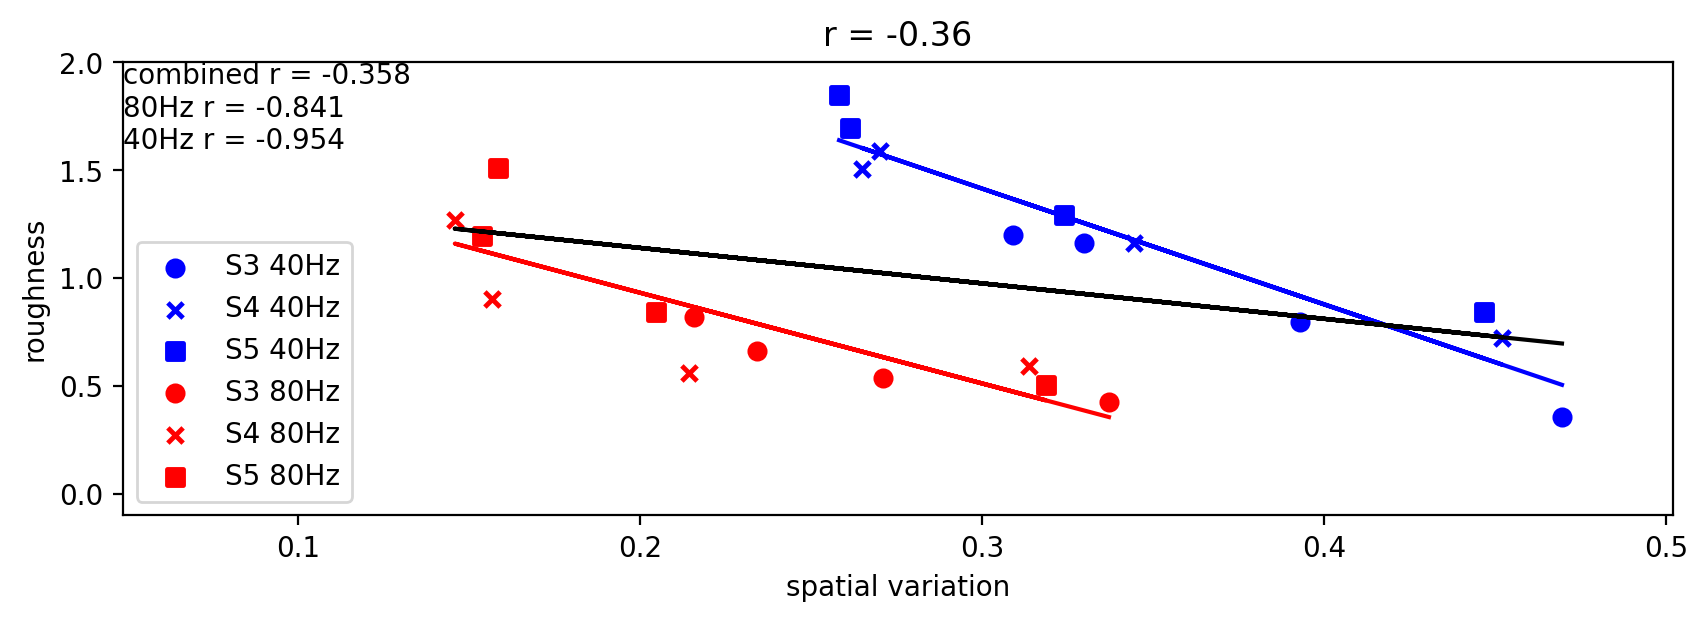 r = -0.36
combined r = -0.358
80Hz r = -0.841
40Hz r = -0.954
2.0
1.5
1.0
0.5
0.0
roughness
S3 40Hz
S4 40Hz
S5 40Hz
S3 80Hz
S4 80Hz
S5 80Hz
0.1 0.2 0.3 0.4 0.5
spatial variation